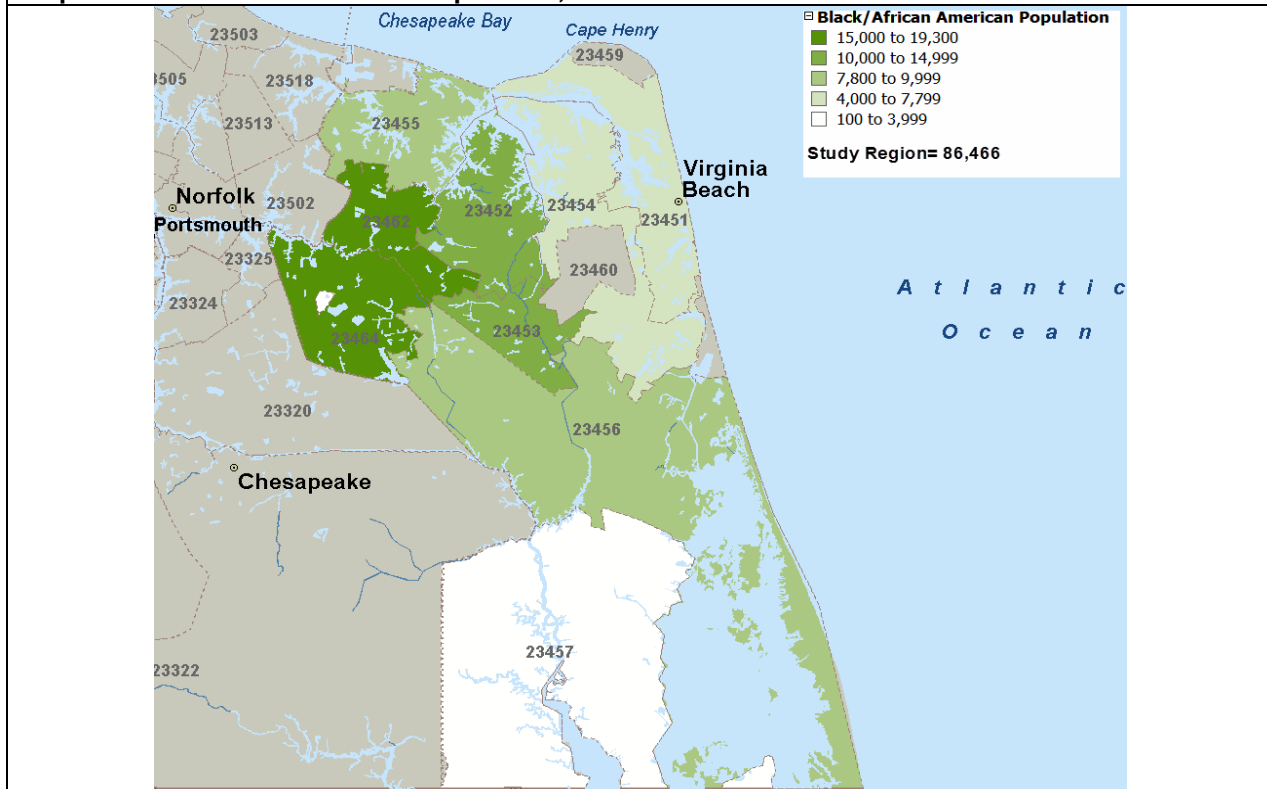 Chesapeake Bay
Cape Henry
Black/African American Population
15,000 to 19,300
10,000 to 14,999
7,800 to 9,999
4,000 to 7,799
100 to 3,999
Study Region= 86,466
23503
23459
23518
23513
23455
Virginia
Beach
Norfolk
Portsmouth
23502
23462
23452
23454
23451
23325
23460
23324
23464
23453
Atlantic
Ocean
23320
23456
Chesapeake
23457
23322